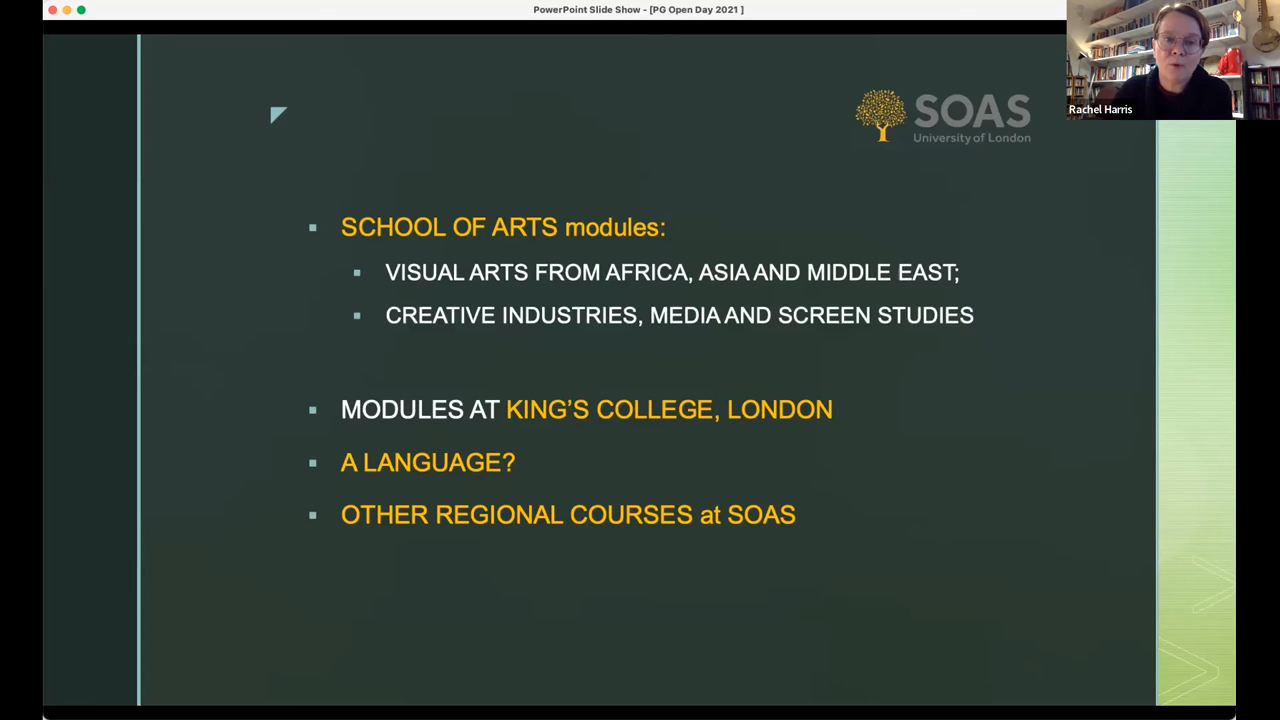 PowerPoint Slide Show - [PG Open Day 2021 ]
Rachel Harris
SOAS
University of London
SCHOOL OF ARTS modules:
VISUAL ARTS FROM AFRICA, ASIA AND MIDDLE EAST;
CREATIVE INDUSTRIES, MEDIA AND SCREEN STUDIES
MODULES AT KING'S COLLEGE, LONDON
A LANGUAGE?
OTHER REGIONAL COURSES at SOAS